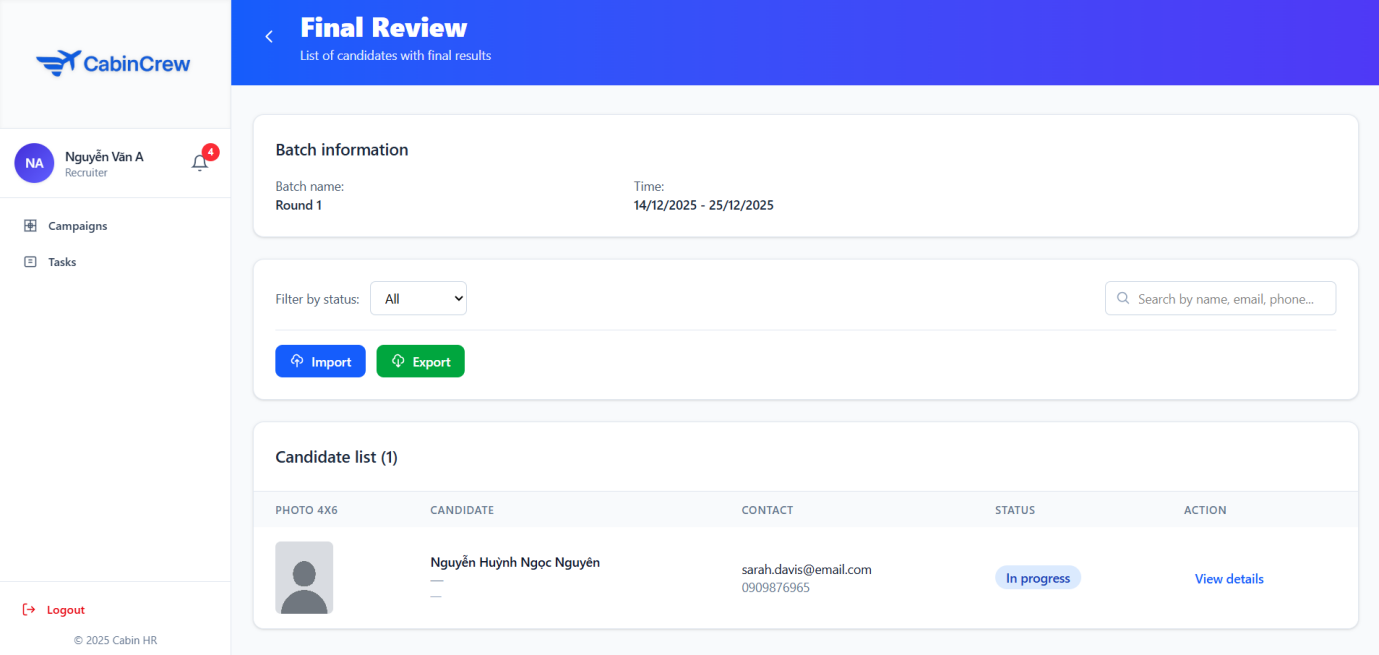 CabinCrew
Final Review
List of candidates with final results
NA
Nguyễn Văn A
Recruiter
4
Campaigns
Tasks
Batch information
Batch name:
Time:
Round 1
14/12/2025 - 25/12/2025
Filter by status:
All
Search by name, email, phone...
Import
Export
Candidate list (1)
PHOTO 4X6 CANDIDATE CONTACT STATUS ACTION
Nguyễn Huỳnh Ngọc Nguyên
—
—
sarah.davis@email.com
0909876965
In progress
View details
Logout
© 2025 Cabin HR